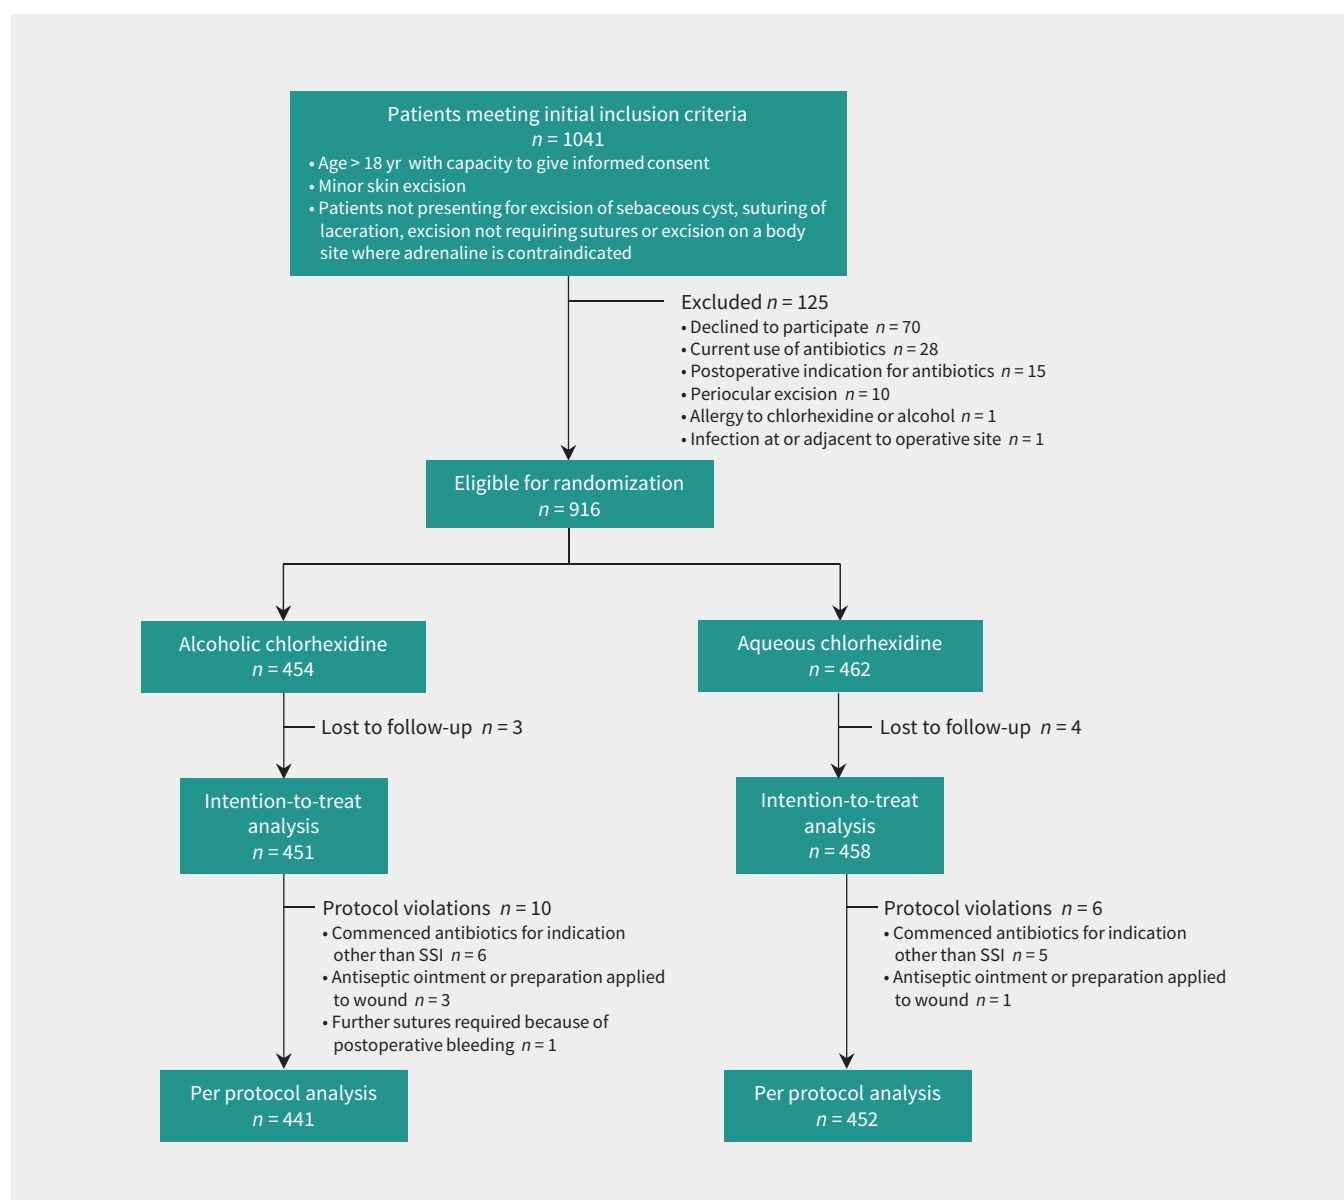 Patients meeting initial inclusion criteria
n = 1041
• Age > 18 yr with capacity to give informed consent
• Minor skin excision
• Patients not presenting for excision of sebaceous cyst, suturing of
laceration, excision not requiring sutures or excision on a body
site where adrenaline is contraindicated
Excluded n = 125
• Declined to participate n = 70
• Current use of antibiotics n = 28
• Postoperative indication for antibiotics n = 15
• Periocular excision n = 10
• Allergy to chlorhexidine or alcohol n = 1
• Infection at or adjacent to operative site n = 1
Eligible for randomization
n = 916
Alcoholic chlorhexidine
n = 454
Lost to follow-up n = 3
Intention-to-treat
analysis
n = 451
Protocol violations n = 10
• Commenced antibiotics for indication
other than SSI n = 6
• Antiseptic ointment or preparation applied
to wound n = 3
• Further sutures required because of
postoperative bleeding n = 1
Per protocol analysis
n = 441
Aqueous chlorhexidine
n = 462
Lost to follow-up n = 4
Intention-to-treat
analysis
n = 458
Protocol violations n = 6
• Commenced antibiotics for indication
other than SSI n = 5
• Antiseptic ointment or preparation applied
to wound n = 1
Per protocol analysis
n = 452